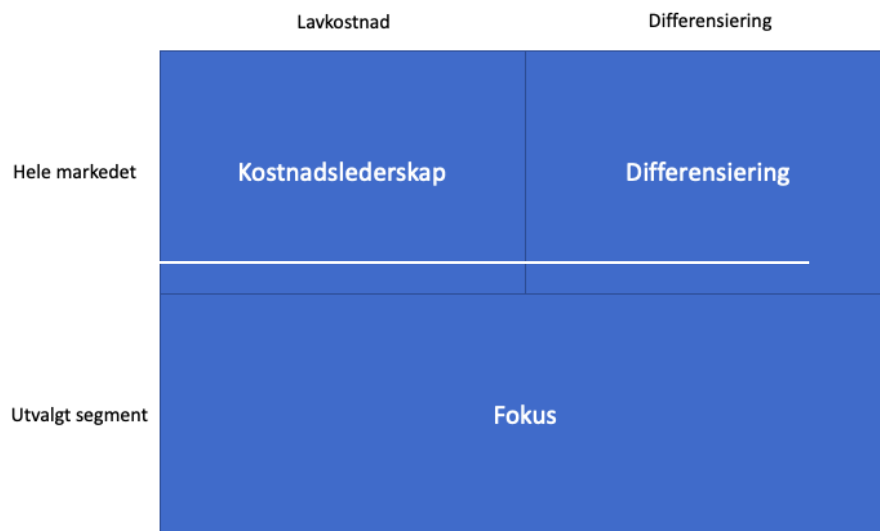 Lavkostnad
Differensiering
Hele markedet
Kostnadslederskap
Differensiering
Utvalgt segment
Fokus